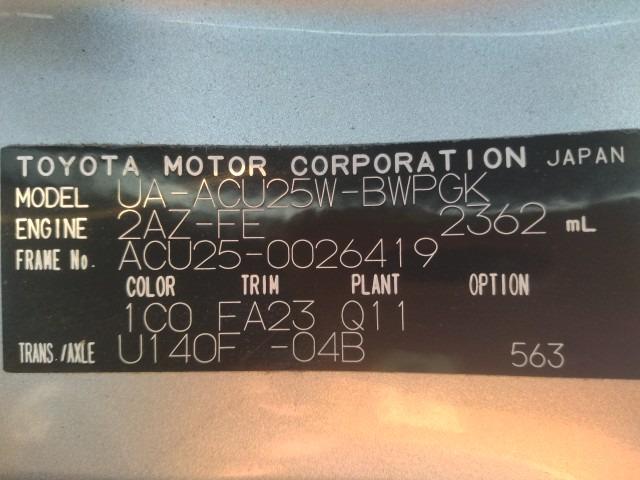 TOYOTA MOTOR CORPORATION JAPAN
MODEL UA-ACU25W-BWPGK
ENGINE 2AZ-FE 2362 mL
FRAME No. ACU25-0026419
COLOR TRIM PLANT OPTION
1C0 FA23 Q11
TRANS./AXLE U140F -04B 563